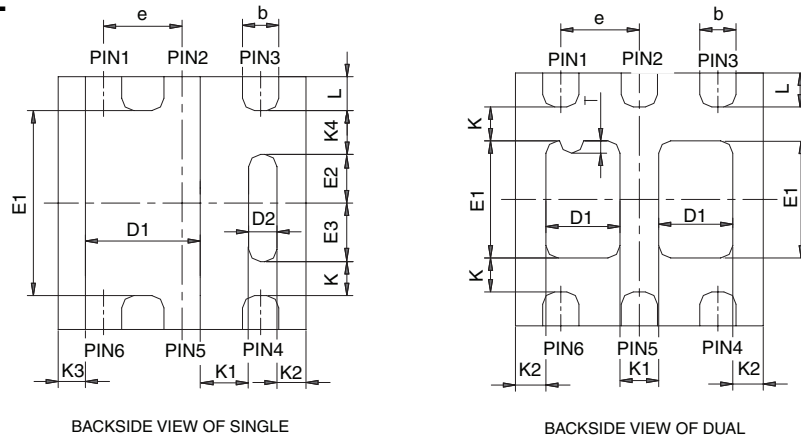 e b
PIN1 PIN2 PIN3
L
K4
E2
E1
D1
D2
E3
K
PIN6 PIN5 PIN4
K3 K1 K2
BACKSIDE VIEW OF SINGLE
e b
PIN1 PIN2 PIN3
T
L
K
E1
D1 D1
E1
K
PIN6 PIN5 PIN4
K2 K1 K2
BACKSIDE VIEW OF DUAL